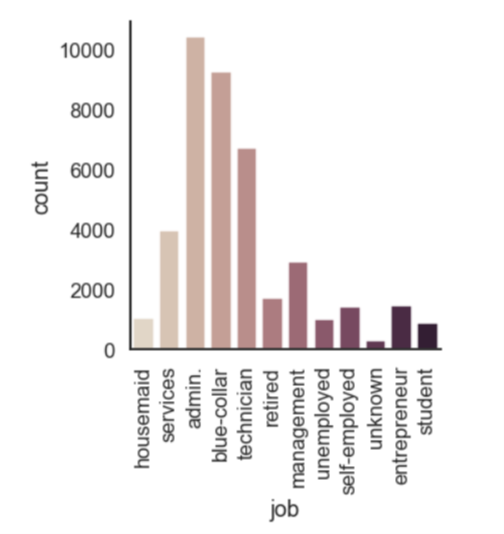 count
10000
8000
6000
4000
2000
0
housemaid
services
admin.
blue-collar
technician
retired
management
unemployed
self-employed
unknown
entrepreneur
student
job